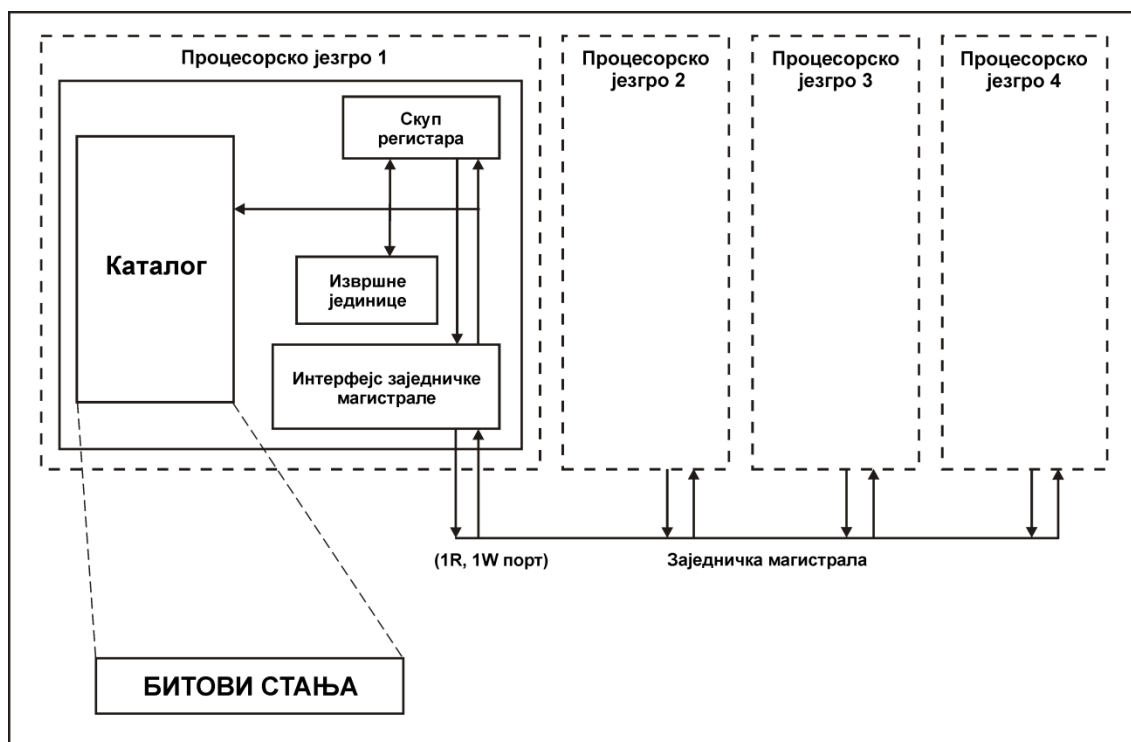 Процесорско језгро 1
Процесорско
језгро 2
Процесорско
језгро 3
Процесорско
језгро 4
Скуп
регистара
Каталог
Извршне
јединице
Интерфејс заједничке
магистрале
(1R, 1W порт)
Заједничка магистрала
БИТОВИ СТАЊА